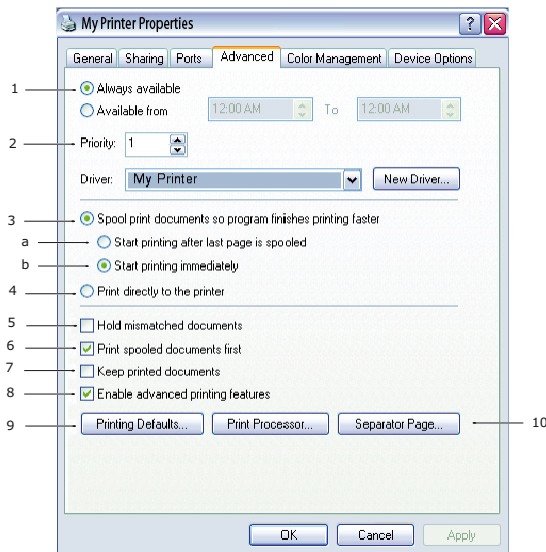 My Printer Properties
General Sharing Ports Advanced Color Management Device Options
1 Always available
Available from 12:00 AM To 12:00 AM
2 Priority: 1
Driver: My Printer New Driver...
3 Spool print documents so program finishes printing faster
a Start printing after last page is spooled
b Start printing immediately
4 Print directly to the printer
5 Hold mismatched documents
6 Print spooled documents first
7 Keep printed documents
8 Enable advanced printing features
9 Printing Defaults... Print Processor... Separator Page... 10
OK Cancel Apply